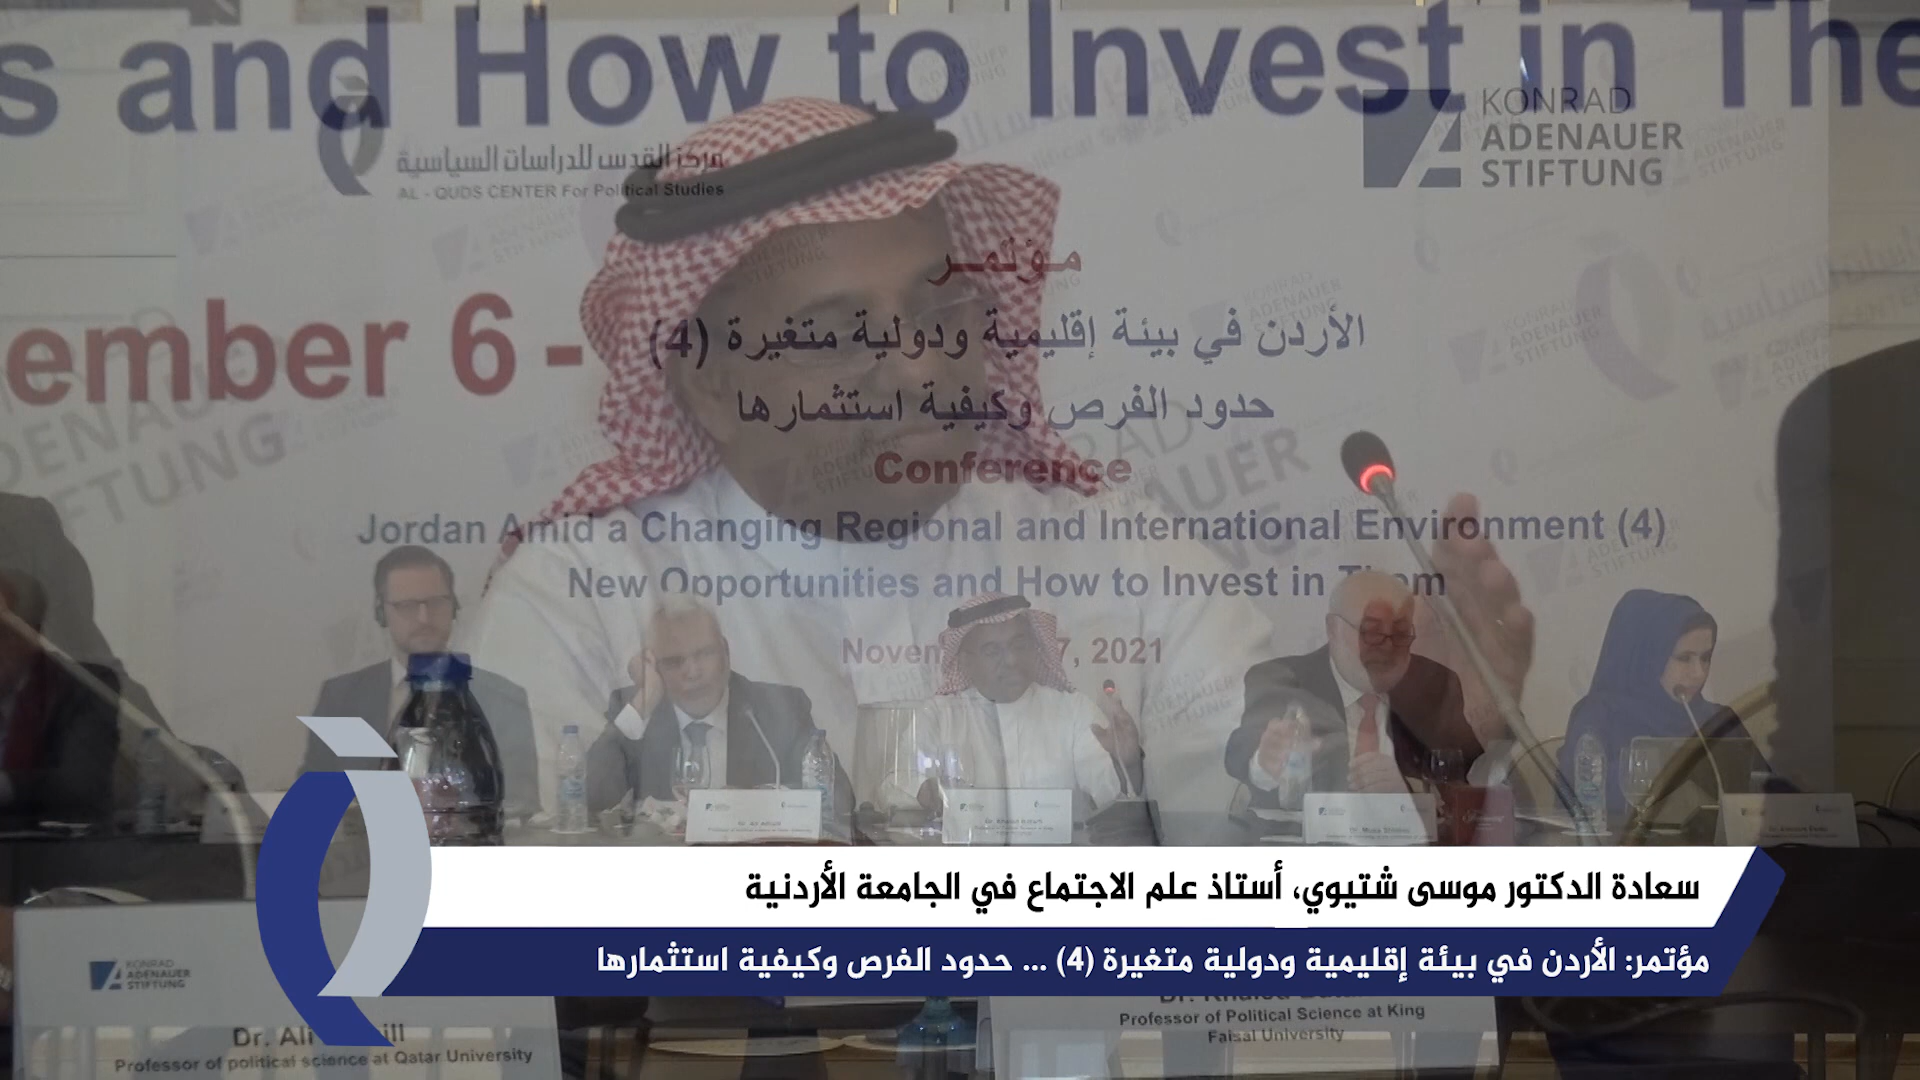 s and How to Invest in The
مركز القدس للدراسات السياسية
AL - QUDS CENTER For Political Studies
KONRAD
ADENAUER
STIFTUNG
مؤتمر
ember 6 -
الأردن في بيئة إقليمية ودولية متغيرة (4)
حدود الفرص وكيفية استثمارها
Conference
Jordan Amid a Changing Regional and International Environment (4)
New Opportunities and How to Invest in Them
7, 2021
سعادة الدكتور موسى شتيوي، أستاذ علم الاجتماع في الجامعة الأردنية
مؤتمر: الأردن في بيئة إقليمية ودولية متغيرة (4) ... حدود الفرص وكيفية استثمارها
KONRAD
ADENAUER
STIFTUNG
Dr. Ali
Professor of political science at Qatar University
Professor of Political Science at King
Faisal University